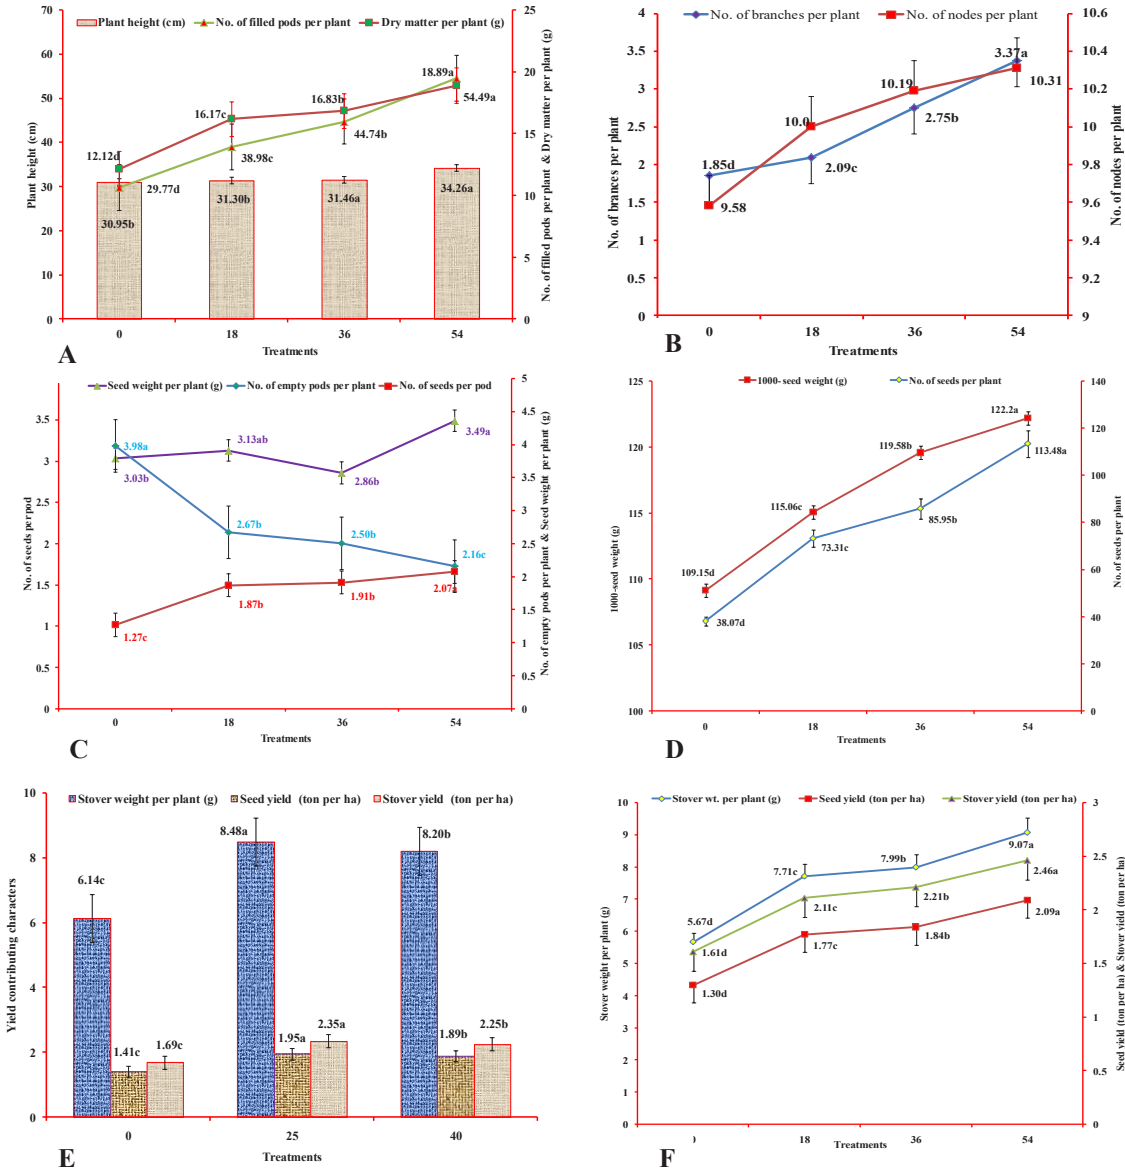 Plant height (cm) No. of filled pods per plant Dry matter per plant (g)
70
60
50
40
30
20
10
0
Plant height (cm)
12.12d
16.17c
16.83b
18.89a
54.49a
44.74b
38.98c
29.77d
30.95b
31.30b
31.46a
34.26a
25
20
15
10
5
0
No. of filled pods per plant & Dry matter per plant (g)
0 18 36 54
Treatments
A
No. of branches per plant No. of nodes per plant
4
3.5
3
2.5
2
1.5
1
0.5
0
No. of brances per plant
1.85d
2.09c
2.75b
3.37a
9.58
10.0
10.19
10.31
10.6
10.4
10.2
10
9.8
9.6
9.4
9.2
9
No. of nodes per plant
0 18 36 54
Treatments
B
Seed weight per plant (g) No. of empty pods per plant No. of seeds per pod
3.5
3
2.5
2
1.5
1
0.5
0
No. of seeds per pod
3.98a
3.03b
3.13ab
2.86b
3.49a
2.67b
2.50b
2.16c
1.27c
1.87b
1.91b
2.07
5
4.5
4
3.5
3
2.5
2
1.5
1
0.5
0
No. of empty pods per plant & Seed weight per plant (g)
0 18 36 54
Treatments
C
1000- seed weight (g) No. of seeds per plant
125
120
115
110
105
100
1000-seed weight (g)
109.15d
115.06c
119.58b
122.2a
38.07d
73.31c
85.95b
113.48a
140
120
100
80
60
40
20
0
No. of seeds per plant
0 18 36 54
Treatments
D
Stover weight per plant (g) Seed yield (ton per ha) Stover yield (ton per ha)
10
8
6
4
2
0
Yield contributing characters
6.14c
1.41c
1.69c
8.48a
1.95a
2.35a
8.20b
1.89b
2.25b
0 25 40
Treatments
E
Stover wt. per plant (g) Seed yield (ton per ha) Stover yield (ton per ha)
10
9
8
7
6
5
4
3
2
1
0
Stover weight per plant (g)
5.67d
7.71c
7.99b
9.07a
1.61d
2.11c
2.21b
2.46a
1.30d
1.77c
1.84b
2.09a
3
2.5
2
1.5
1
0.5
0
Seed yield (ton per ha) & Stover yield (ton per ha)
18 36 54
Treatments
F